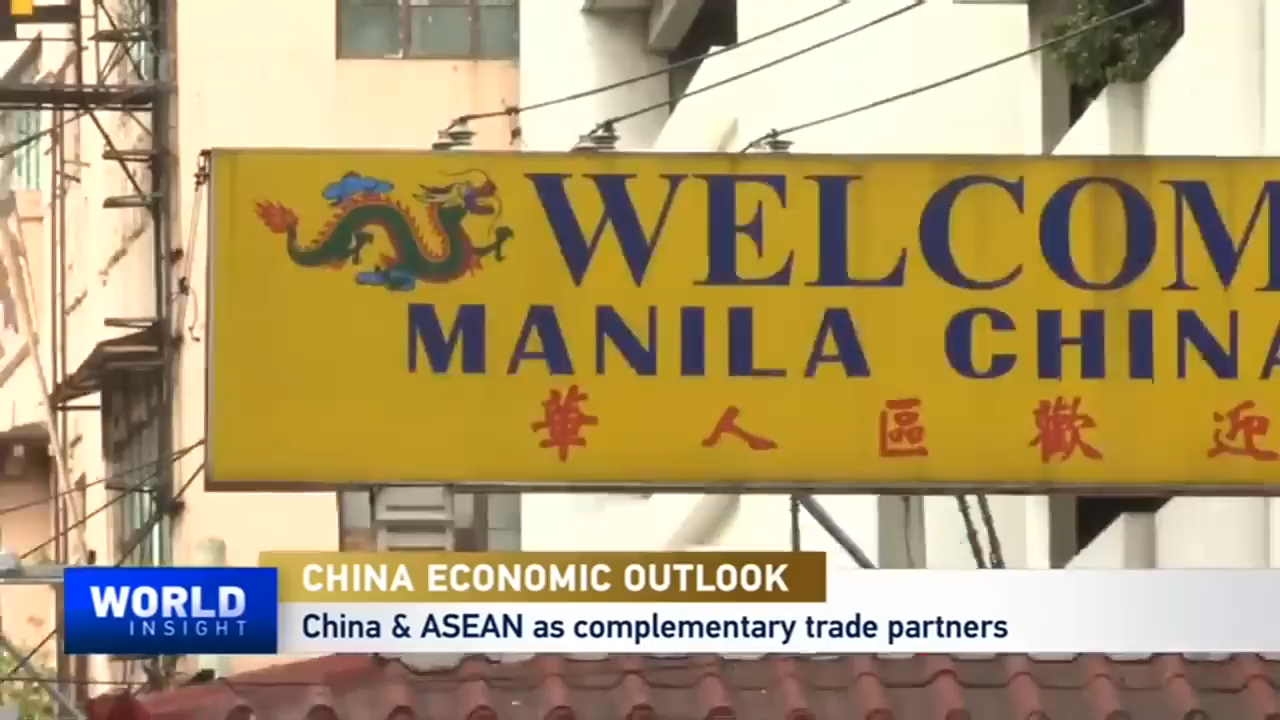 WELCOM
MANILA CHINA
華人區歡迎
CHINA ECONOMIC OUTLOOK
WORLD INSIGHT
China & ASEAN as complementary trade partners